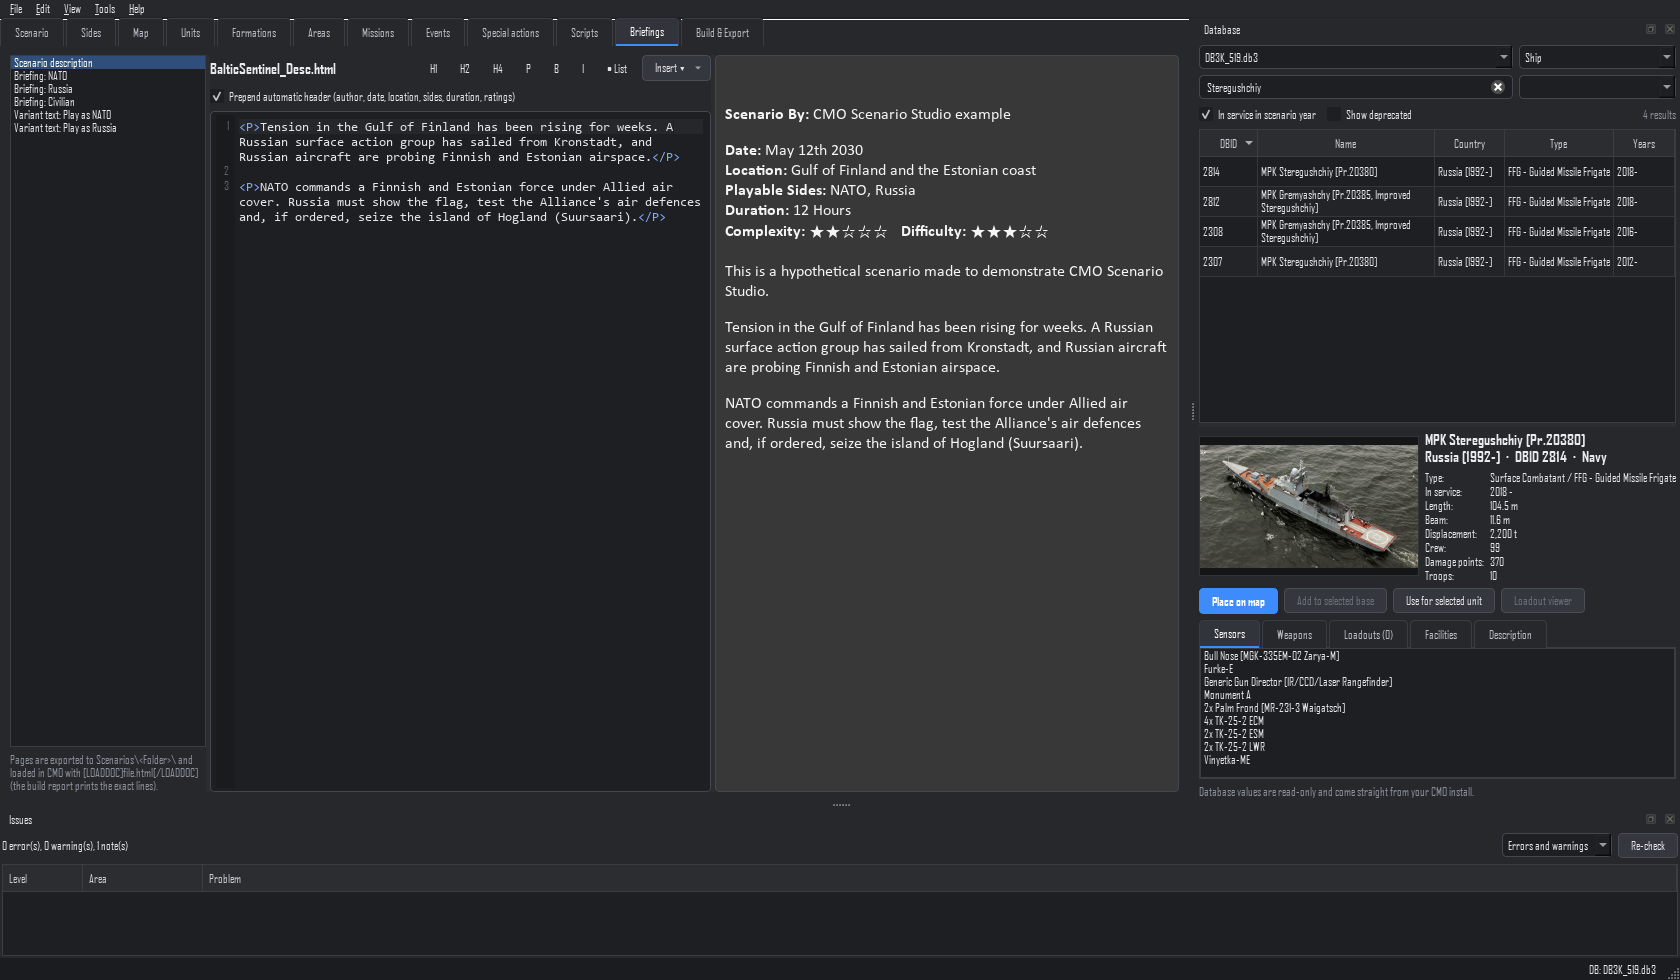 File Edit View Tools Help
Scenario Sides Map Units Formations Areas Missions Events Special actions Scripts Briefings Build & Export
Scenario description
Briefing: NATO
Briefing: Russia
Briefing: Civilian
Variant text: Play as NATO
Variant text: Play as Russia
Pages are exported to Scenarios\<Folder>\ and
loaded in CMO with [LOADDOC]file.html[/LOADDOC]
(the build report prints the exact lines).
BalticSentinel_Desc.html H1 H2 H4 P B I • List Insert ▾
Prepend automatic header (author, date, location, sides, duration, ratings)
1 <P>Tension in the Gulf of Finland has been rising for weeks. A
Russian surface action group has sailed from Kronstadt, and
Russian aircraft are probing Finnish and Estonian airspace.</P>
2
3 <P>NATO commands a Finnish and Estonian force under Allied air
cover. Russia must show the flag, test the Alliance's air defences
and, if ordered, seize the island of Hogland (Suursaari).</P>
Scenario By: CMO Scenario Studio example
Date: May 12th 2030
Location: Gulf of Finland and the Estonian coast
Playable Sides: NATO, Russia
Duration: 12 Hours
Complexity: ★★☆☆☆ Difficulty: ★★★☆☆
This is a hypothetical scenario made to demonstrate CMO Scenario
Studio.
Tension in the Gulf of Finland has been rising for weeks. A Russian
surface action group has sailed from Kronstadt, and Russian aircraft
are probing Finnish and Estonian airspace.
NATO commands a Finnish and Estonian force under Allied air
cover. Russia must show the flag, test the Alliance's air defences
and, if ordered, seize the island of Hogland (Suursaari).
Database
DB3K_519.db3 Ship
Steregushchiy
In service in scenario year Show deprecated 4 results
DBID Name Country Type Years
2814 MPK Steregushchiy [Pr.20380] Russia [1992-] FFG - Guided Missile Frigate 2018-
2812 MPK Gremyashchy [Pr.20385, Improved Steregushchiy] Russia [1992-] FFG - Guided Missile Frigate 2018-
2308 MPK Gremyashchy [Pr.20385, Improved Steregushchiy] Russia [1992-] FFG - Guided Missile Frigate 2016-
2307 MPK Steregushchiy [Pr.20380] Russia [1992-] FFG - Guided Missile Frigate 2012-
MPK Steregushchiy [Pr.20380]
Russia [1992-] · DBID 2814 · Navy
Type: Surface Combatant / FFG - Guided Missile Frigate
In service: 2018 -
Length: 104.5 m
Beam: 11.6 m
Displacement: 2,200 t
Crew: 99
Damage points: 370
Troops: 10
Place on map Add to selected base Use for selected unit Loadout viewer
Sensors Weapons Loadouts (0) Facilities Description
Bull Nose [MGK-335EM-02 Zarya-M]
Furke-E
Generic Gun Director [IR/CCD/Laser Rangefinder]
Monument A
2x Palm Frond [MR-231-3 Waigatsch]
4x TK-25-2 ECM
2x TK-25-2 ESM
2x TK-25-2 LWR
Vinyetka-ME
Database values are read-only and come straight from your CMO install.
Issues
0 error(s), 0 warning(s), 1 note(s) Errors and warnings Re-check
Level Area Problem
DB: DB3K_519.db3